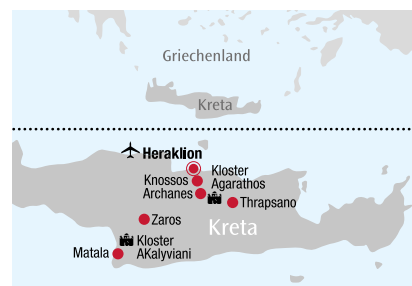 Griechenland
Kreta
Heraklion
Kloster
Agarathos
Knossos
Archanes
Thrapsano
Zaros
Kreta
Kloster
AKalyviani
Matala